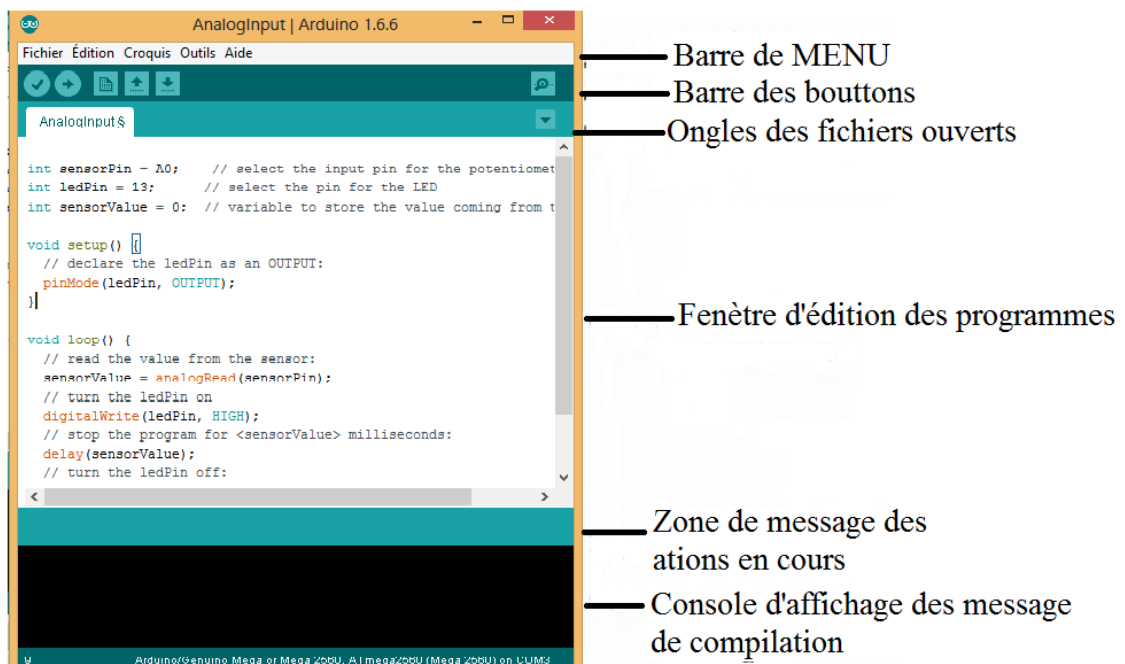 AnalogInput | Arduino 1.6.6
Fichier Édition Croquis Outils Aide
AnalogInput §
int sensorPin = A0; // select the input pin for the potentiomet
int ledPin = 13; // select the pin for the LED
int sensorValue = 0; // variable to store the value coming from t
void setup() {
// declare the ledPin as an OUTPUT:
pinMode(ledPin, OUTPUT);
}
void loop() {
// read the value from the sensor:
sensorValue = analogRead(sensorPin);
// turn the ledPin on
digitalWrite(ledPin, HIGH);
// stop the program for <sensorValue> milliseconds:
delay(sensorValue);
// turn the ledPin off:
9 Arduino/Genuino Mega or Mega 2560, ATmega2560 (Mega 2560) on COM3
Barre de MENU
Barre des bouttons
Ongles des fichiers ouverts
Fenètre d'édition des programmes
Zone de message des
ations en cours
Console d'affichage des message
de compilation